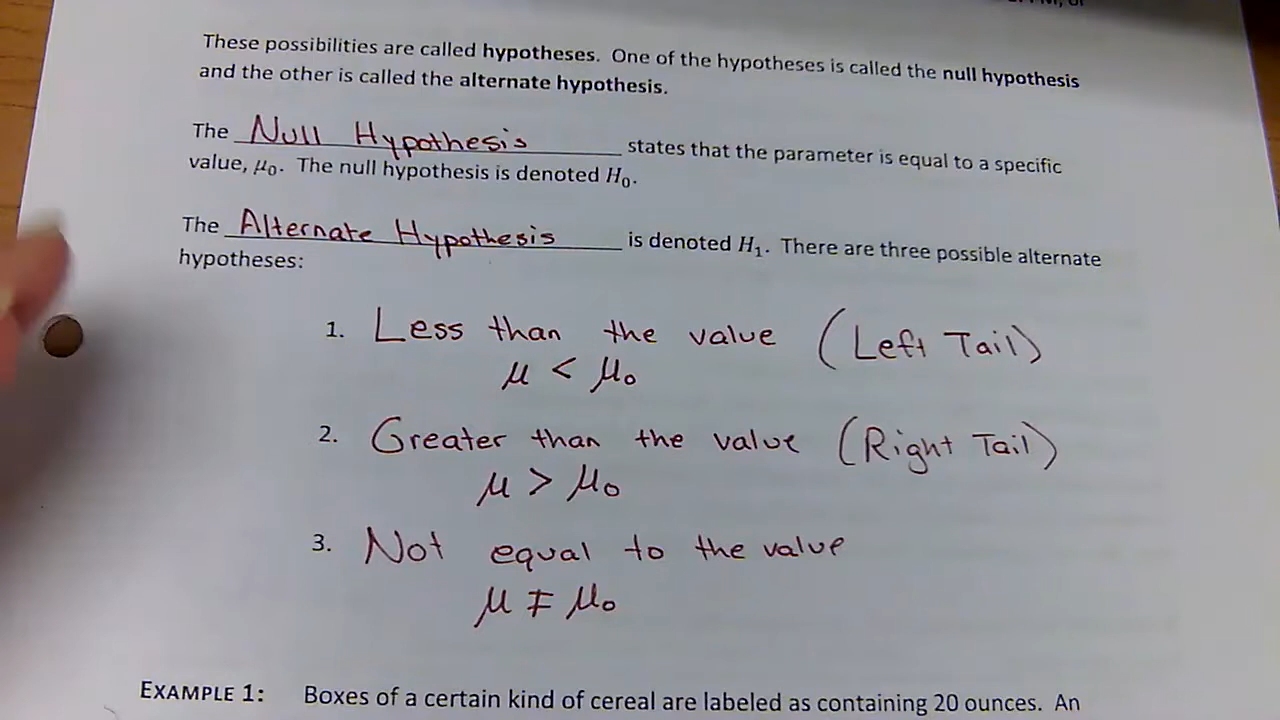 These possibilities are called hypotheses. One of the hypotheses is called the null hypothesis
and the other is called the alternate hypothesis.
The Null Hypothesis states that the parameter is equal to a specific
value, μ₀. The null hypothesis is denoted H₀.
The Alternate Hypothesis is denoted H₁. There are three possible alternate
hypotheses:
1. Less than the value (Left Tail)
μ < μ₀
2. Greater than the value (Right Tail)
μ > μ₀
3. Not equal to the value
μ ≠ μ₀
EXAMPLE 1: Boxes of a certain kind of cereal are labeled as containing 20 ounces. An